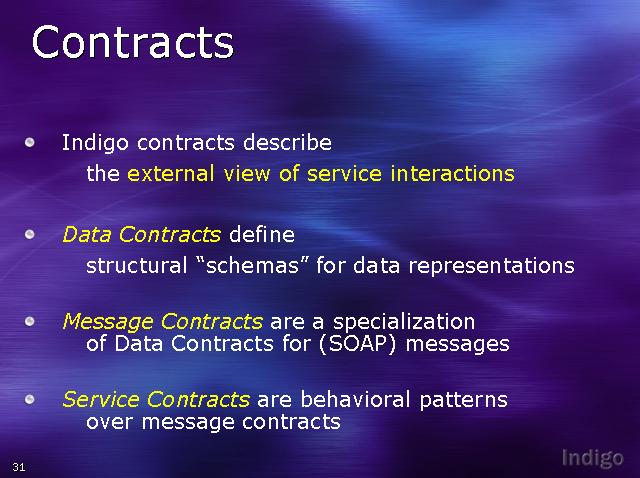 Contracts
Indigo contracts describe
the external view of service interactions
Data Contracts define
structural “schemas” for data representations
Message Contracts are a specialization
of Data Contracts for (SOAP) messages
Service Contracts are behavioral patterns
over message contracts
31
Indigo